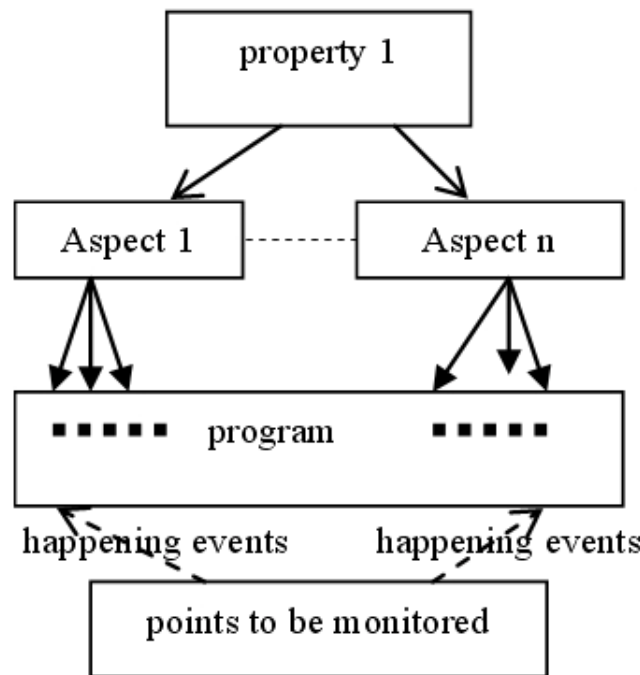 property 1
Aspect 1
Aspect n
program
happening events
happening events
points to be monitored